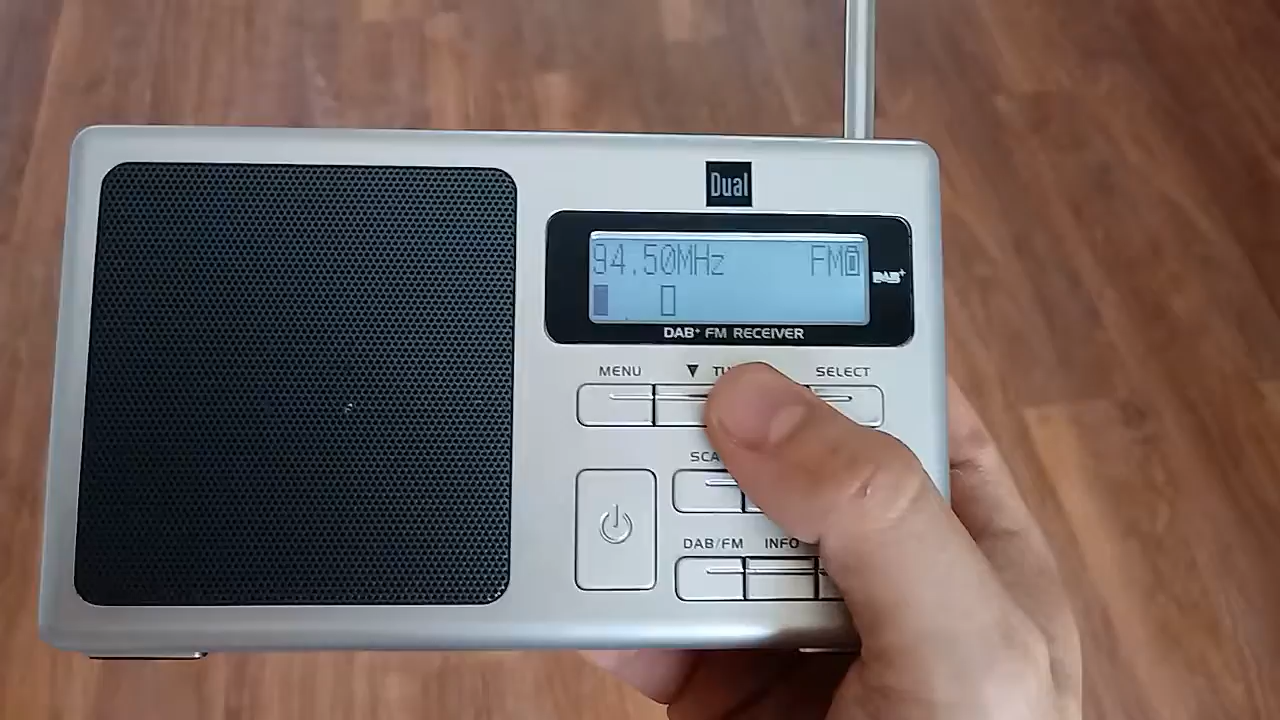 Dual
94.50MHz FM
DAB+
DAB+ FM RECEIVER
MENU ▼ SELECT
DAB/FM INFO